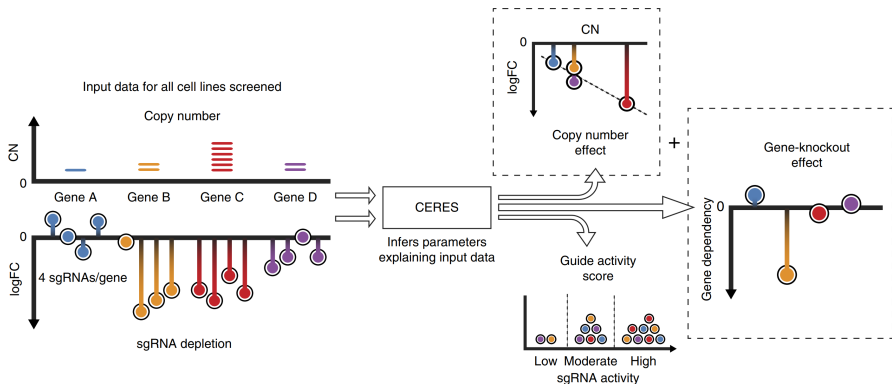 Input data for all cell lines screened
Copy number
CN
0
Gene A
Gene B
Gene C
Gene D
0
logFC
4 sgRNAs/gene
sgRNA depletion
CERES
Infers parameters
explaining input data
CN
0
logFC
Copy number
effect
+
Guide activity
score
Low
Moderate
High
sgRNA activity
Gene-knockout
effect
0
Gene dependency